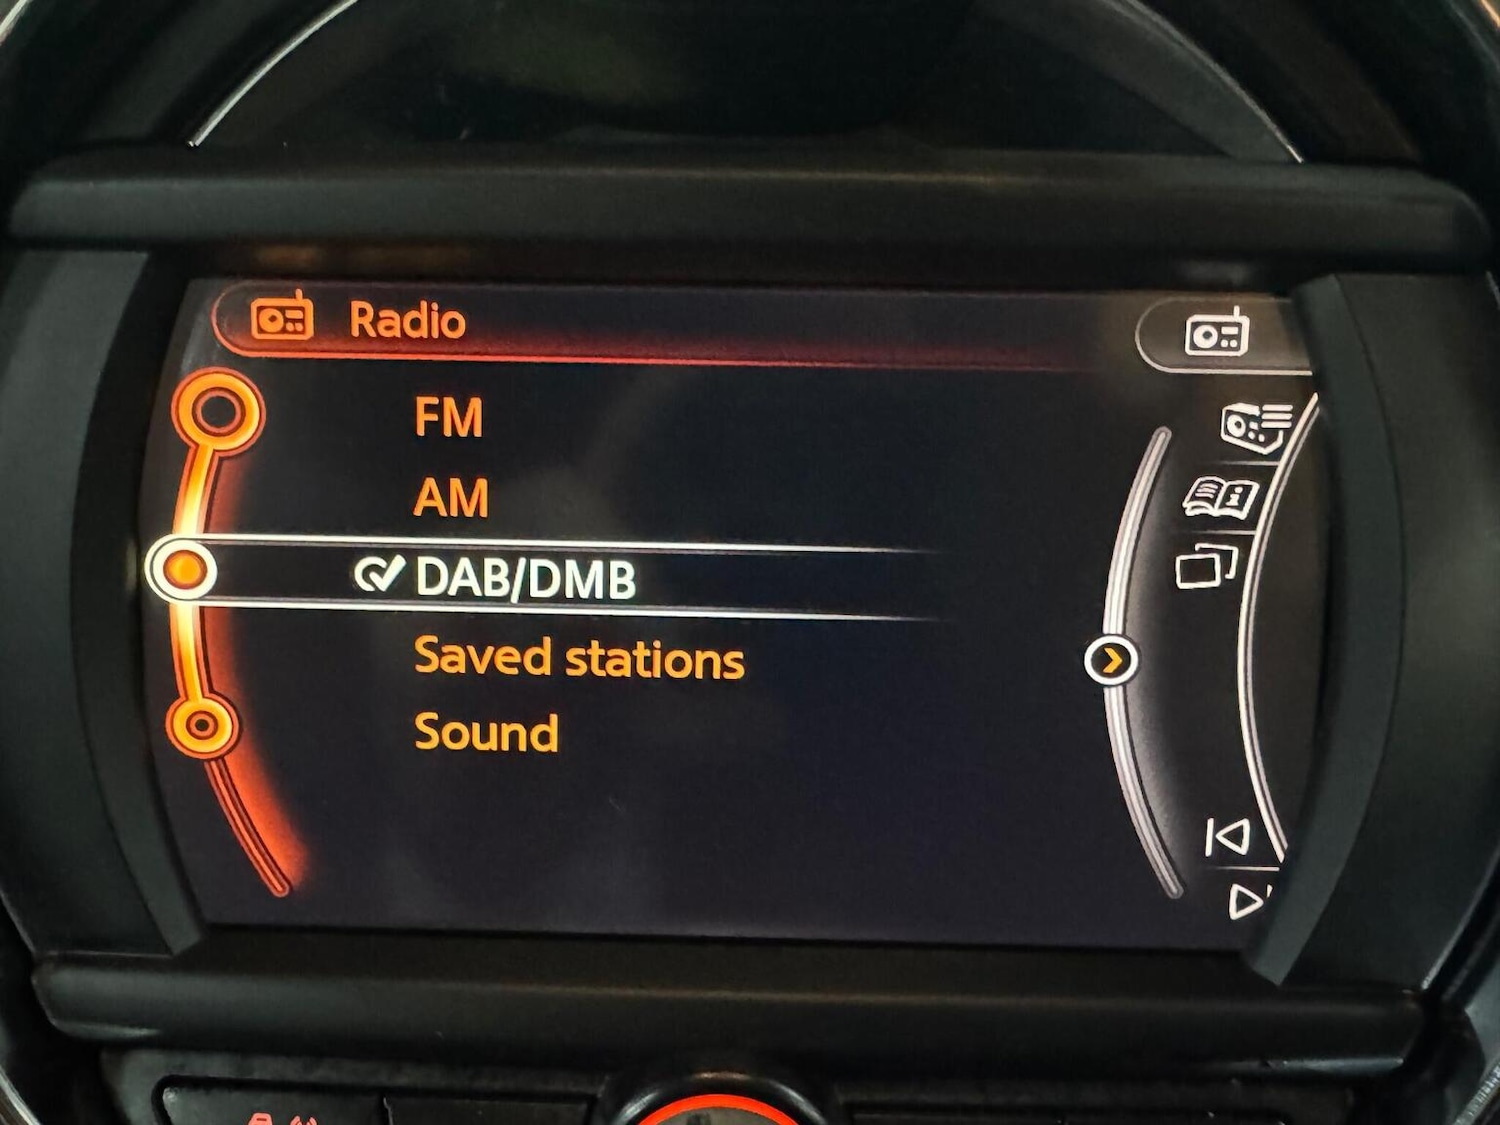 Radio
FM
AM
DAB/DMB
Saved stations
Sound